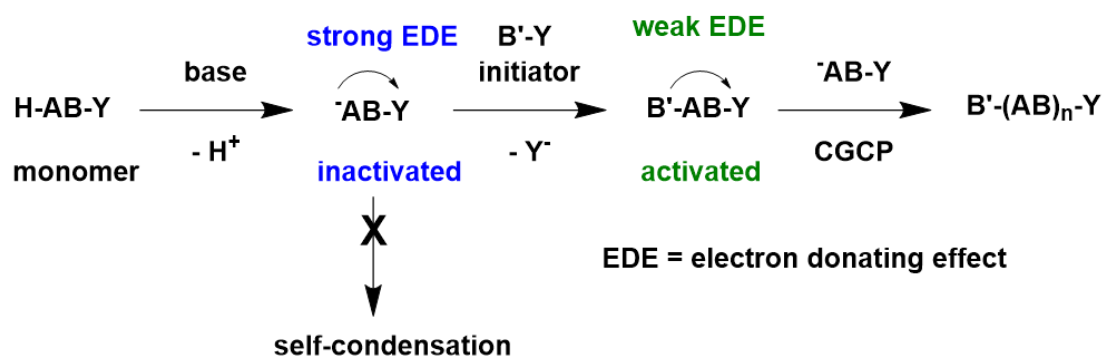 strong EDE
B'-Y
weak EDE
base
initiator
⁻AB-Y
H-AB-Y
⁻AB-Y
B'-AB-Y
B'-(AB)ₙ-Y
- H⁺
- Y⁻
CGCP
monomer
inactivated
activated
X
EDE = electron donating effect
self-condensation